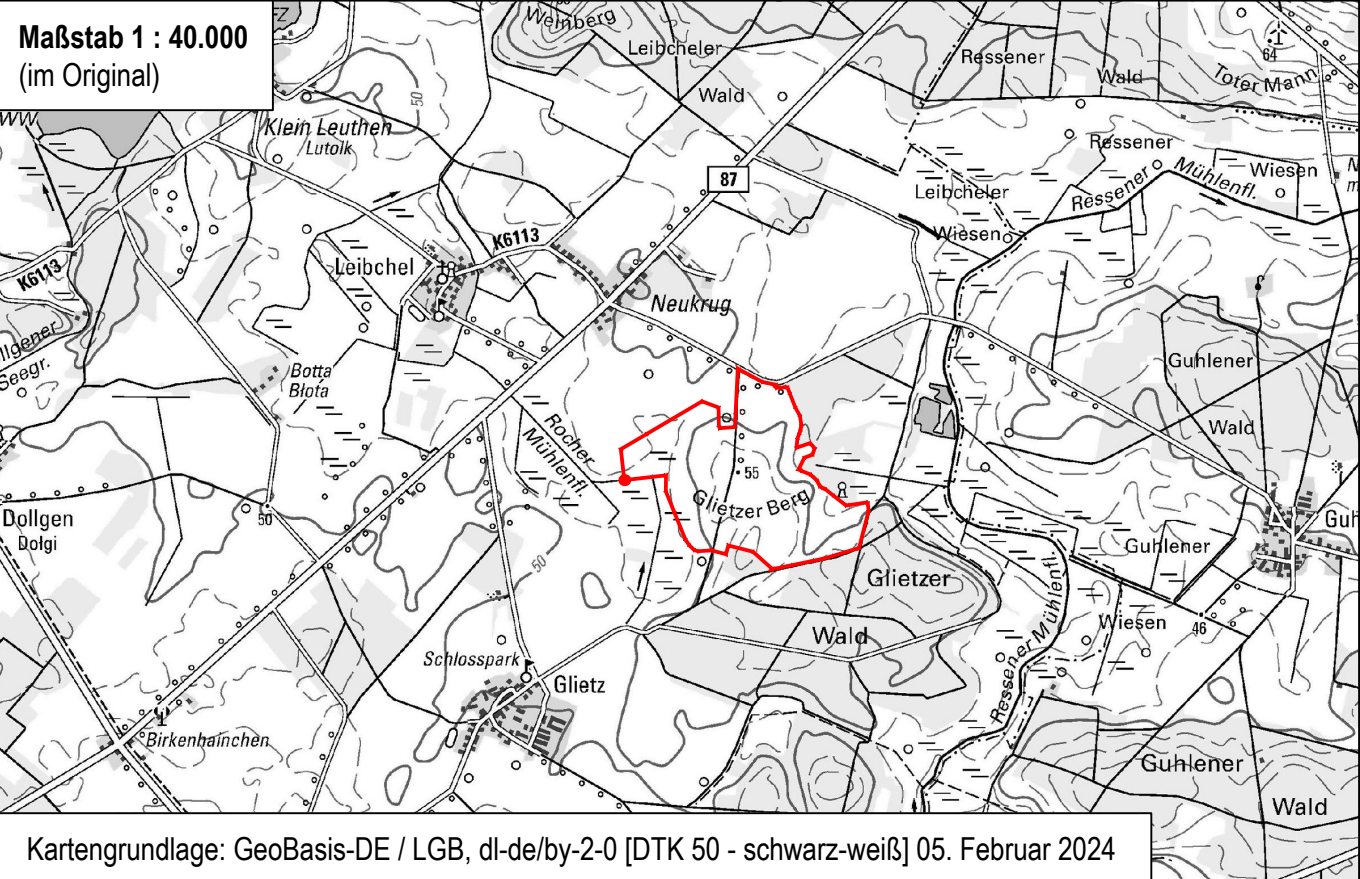 Maßstab 1 : 40.000
(im Original)
Weinberg
Leibcheler
Wald
Ressener
Wald
64
Toter Mann
50
Klein Leuthen
Lutolk
87
Ressener
Wiesen
Ressener Mühlenfl.
Leibcheler
Wiesen
K6113
K6113
Leibchel
Neukrug
Seegr.
Botta
Błota
Guhlener
Wald
Rocher
Mühlenfl.
55
Glietzer Berg
Dollgen
Dołgi
50
50
Guhlener
Wiesen
46
Glietzer
Wald
Ressener Mühlenfl.
Schlosspark
Glietz
Birkenhainchen
Guhlener
Wald
Kartengrundlage: GeoBasis-DE / LGB, dl-de/by-2-0 [DTK 50 - schwarz-weiß] 05. Februar 2024